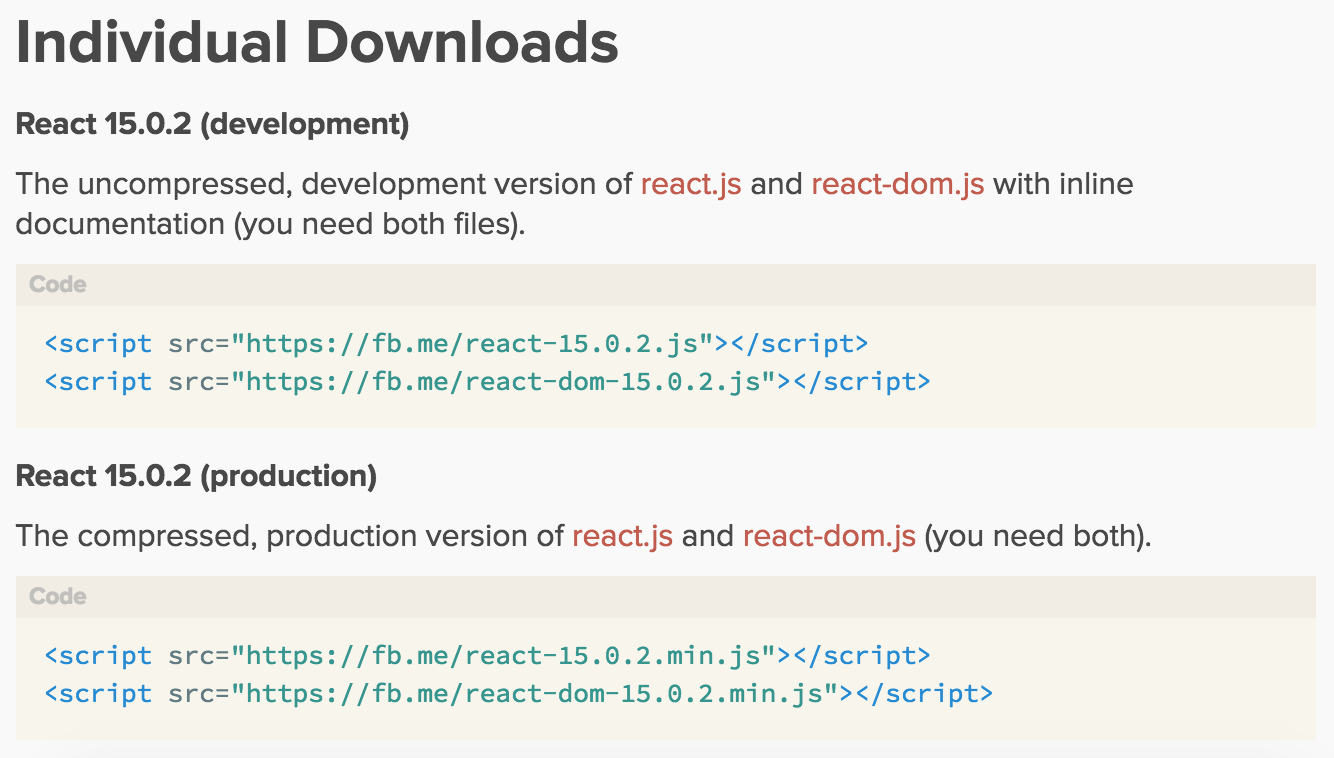 Individual Downloads
React 15.0.2 (development)
The uncompressed, development version of react.js and react-dom.js with inline
documentation (you need both files).
Code
<script src="https://fb.me/react-15.0.2.js"></script>
<script src="https://fb.me/react-dom-15.0.2.js"></script>
React 15.0.2 (production)
The compressed, production version of react.js and react-dom.js (you need both).
Code
<script src="https://fb.me/react-15.0.2.min.js"></script>
<script src="https://fb.me/react-dom-15.0.2.min.js"></script>